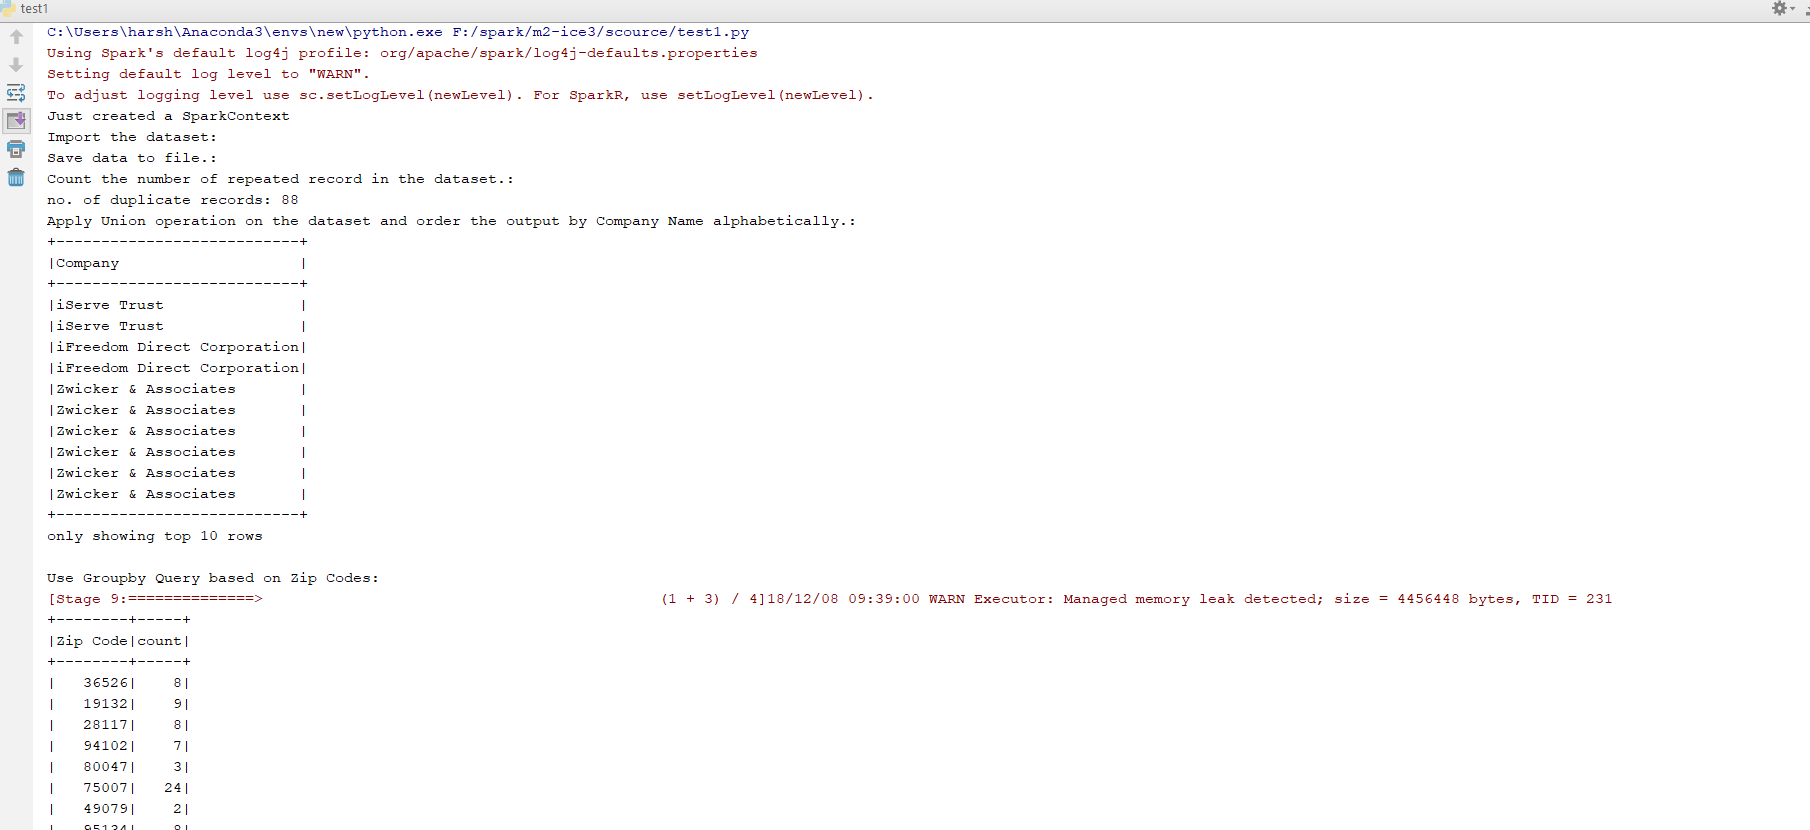 test1
C:\Users\harsh\Anaconda3\envs\new\python.exe F:/spark/m2-ice3/scource/test1.py
Using Spark's default log4j profile: org/apache/spark/log4j-defaults.properties
Setting default log level to "WARN".
To adjust logging level use sc.setLogLevel(newLevel). For SparkR, use setLogLevel(newLevel).
Just created a SparkContext
Import the dataset:
Save data to file.:
Count the number of repeated record in the dataset.:
no. of duplicate records: 88
Apply Union operation on the dataset and order the output by Company Name alphabetically.:
+---------------------------+
|Company                    |
+---------------------------+
|iServe Trust               |
|iServe Trust               |
|iFreedom Direct Corporation|
|iFreedom Direct Corporation|
|Zwicker & Associates       |
|Zwicker & Associates       |
|Zwicker & Associates       |
|Zwicker & Associates       |
|Zwicker & Associates       |
|Zwicker & Associates       |
+---------------------------+
only showing top 10 rows
Use Groupby Query based on Zip Codes:
[Stage 9:==============>                                            (1 + 3) / 4]18/12/08 09:39:00 WARN Executor: Managed memory leak detected; size = 4456448 bytes, TID = 231
+--------+-----+
|Zip Code|count|
+--------+-----+
|   36526|    8|
|   19132|    9|
|   28117|    8|
|   94102|    7|
|   80047|    3|
|   75007|   24|
|   49079|    2|